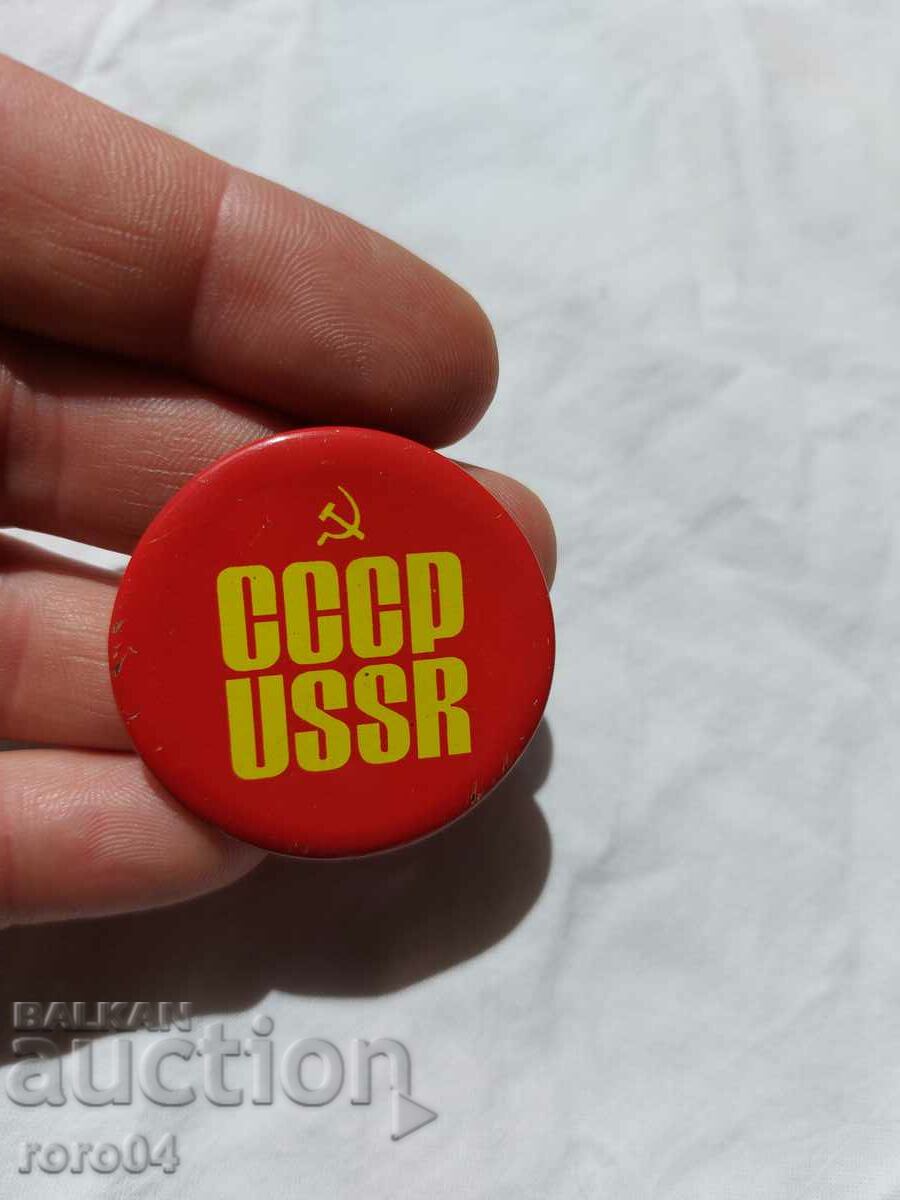 СССР
USSR
BALKAN
auction
roro04